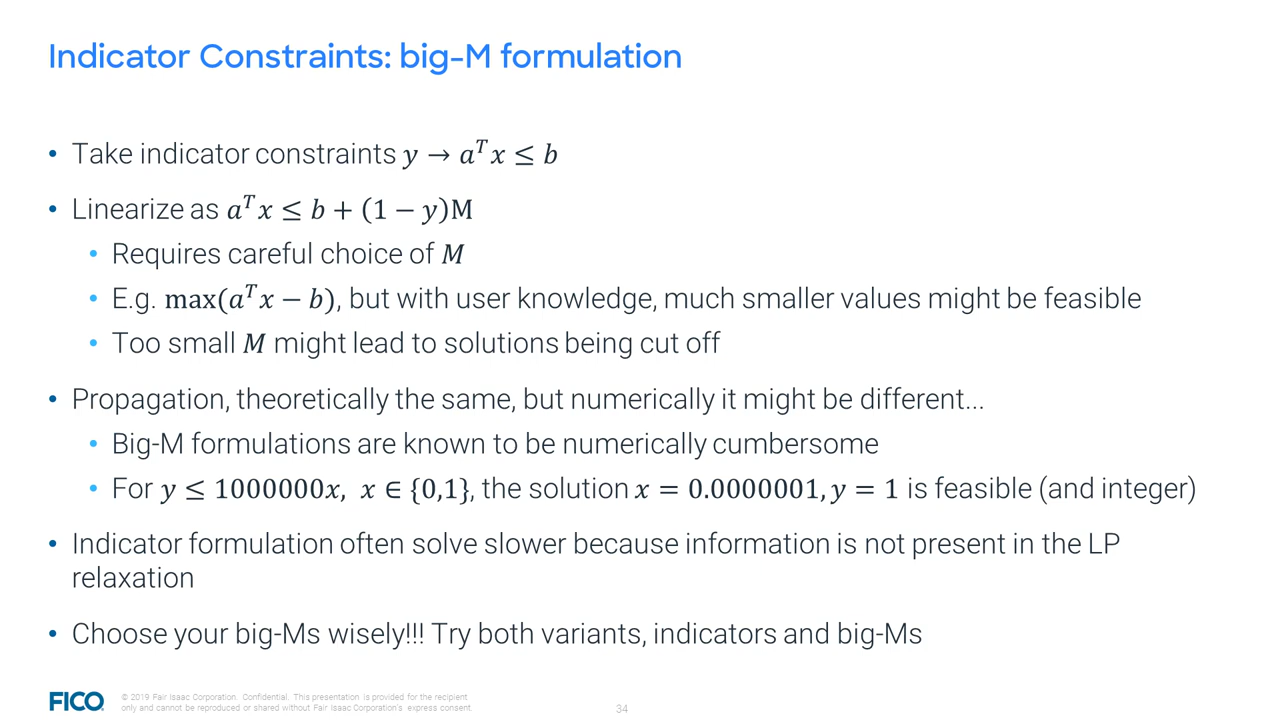 Indicator Constraints: big-M formulation
• Take indicator constraints 𝑦 → 𝑎ᵀ𝑥 ≤ 𝑏
• Linearize as 𝑎ᵀ𝑥 ≤ 𝑏 + (1 − 𝑦)M
• Requires careful choice of 𝑀
• E.g. max(𝑎ᵀ𝑥 − 𝑏), but with user knowledge, much smaller values might be feasible
• Too small 𝑀 might lead to solutions being cut off
• Propagation, theoretically the same, but numerically it might be different...
• Big-M formulations are known to be numerically cumbersome
• For 𝑦 ≤ 1000000𝑥, 𝑥 ∈ {0,1}, the solution 𝑥 = 0.0000001, 𝑦 = 1 is feasible (and integer)
• Indicator formulation often solve slower because information is not present in the LP
relaxation
• Choose your big-Ms wisely!!! Try both variants, indicators and big-Ms
FICO
© 2019 Fair Isaac Corporation. Confidential. This presentation is provided for the recipient
only and cannot be reproduced or shared without Fair Isaac Corporation's express consent.
34